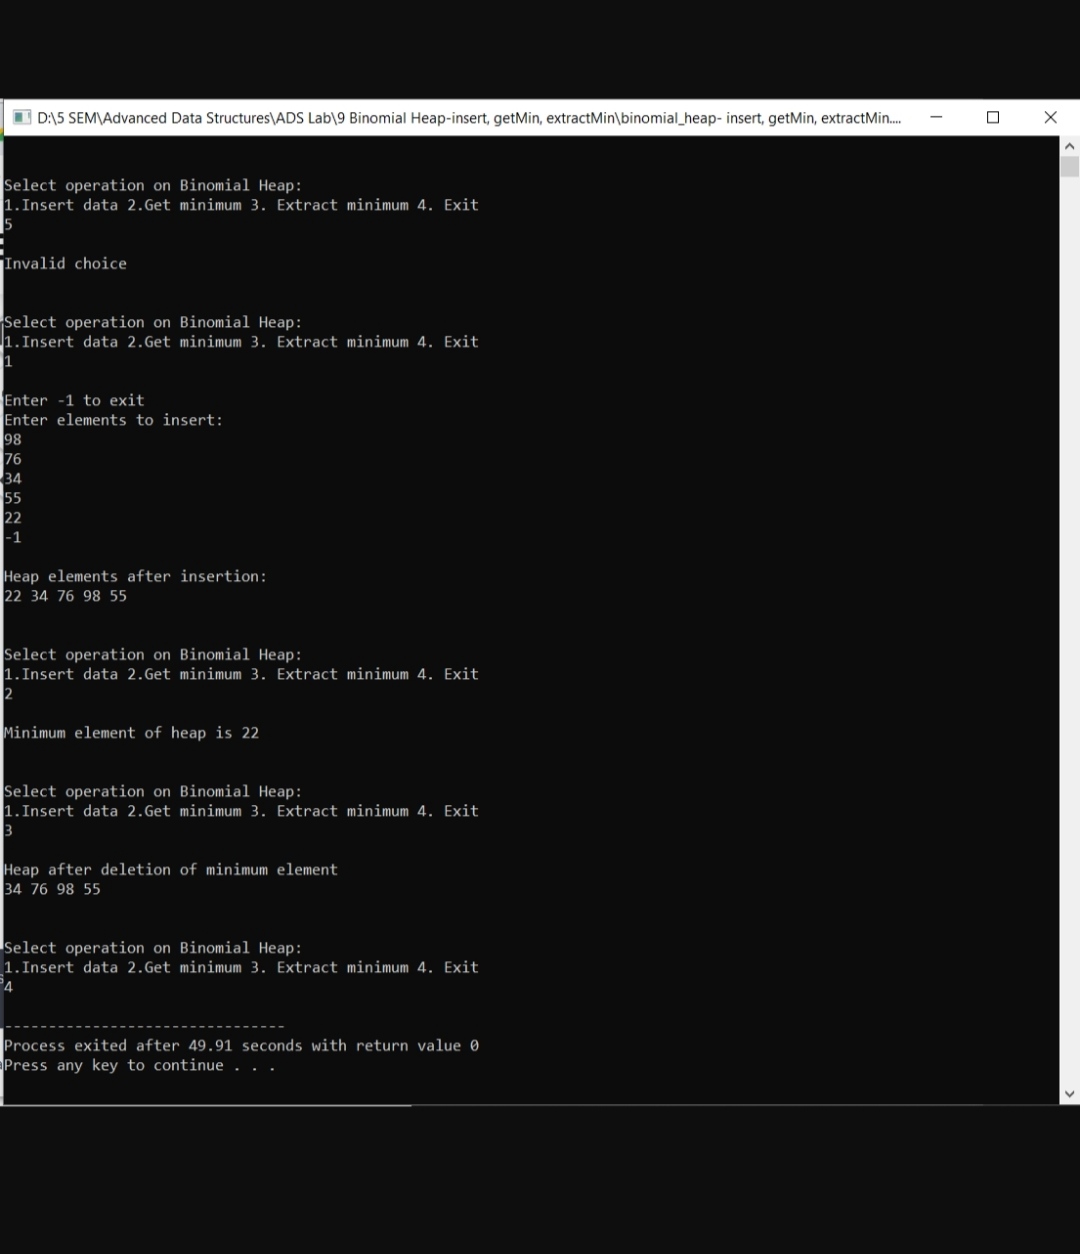 D:\5 SEM\Advanced Data Structures\ADS Lab\9 Binomial Heap-insert, getMin, extractMin\binomial_heap- insert, getMin, extractMin....
Select operation on Binomial Heap:
1.Insert data 2.Get minimum 3. Extract minimum 4. Exit
5
Invalid choice
Select operation on Binomial Heap:
1.Insert data 2.Get minimum 3. Extract minimum 4. Exit
1
Enter -1 to exit
Enter elements to insert:
98
76
34
55
22
-1
Heap elements after insertion:
22 34 76 98 55
Select operation on Binomial Heap:
1.Insert data 2.Get minimum 3. Extract minimum 4. Exit
2
Minimum element of heap is 22
Select operation on Binomial Heap:
1.Insert data 2.Get minimum 3. Extract minimum 4. Exit
3
Heap after deletion of minimum element
34 76 98 55
Select operation on Binomial Heap:
1.Insert data 2.Get minimum 3. Extract minimum 4. Exit
4
--------------------------------
Process exited after 49.91 seconds with return value 0
Press any key to continue . . .